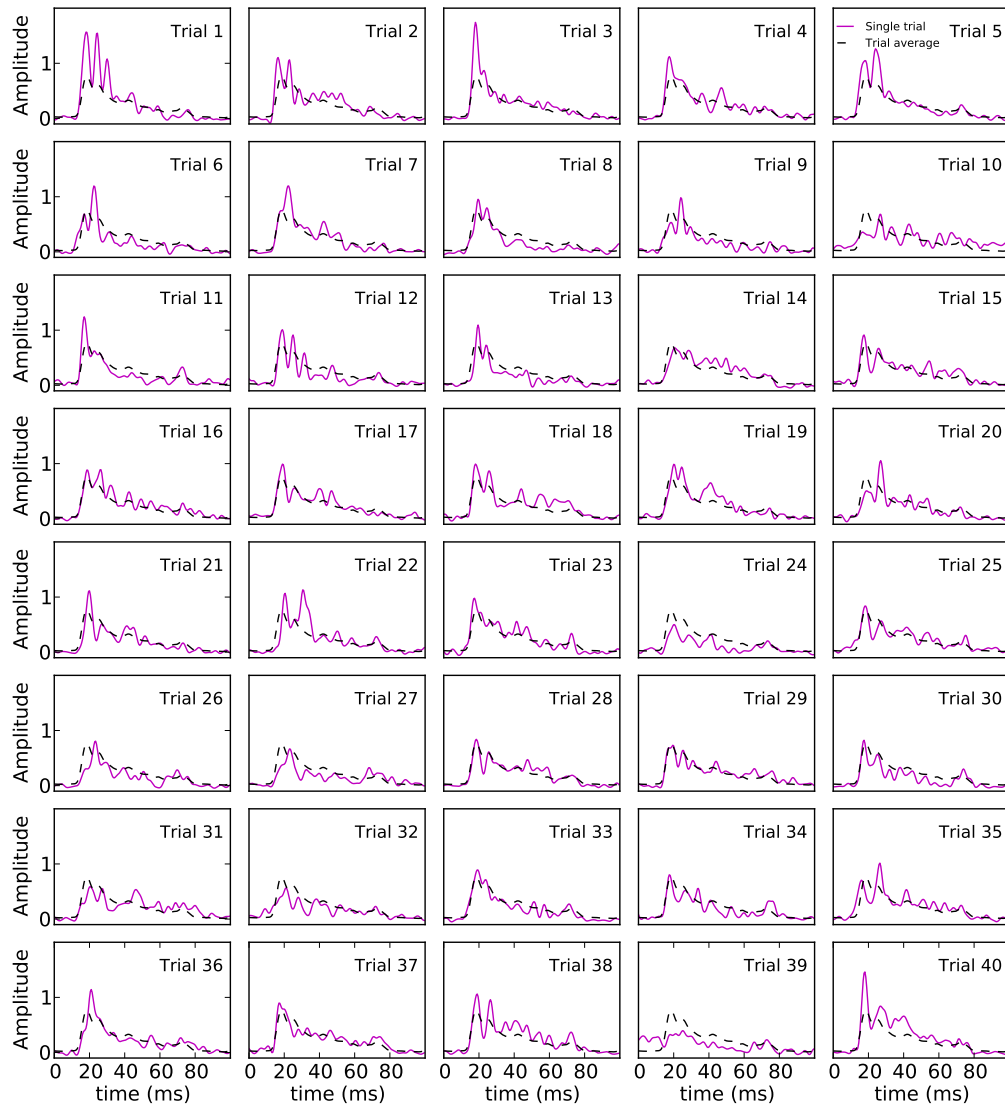 Amplitude
1
0
Trial 1
Trial 2
Trial 3
Trial 4
Single trial
Trial average
Trial 5
Amplitude
1
0
Trial 6
Trial 7
Trial 8
Trial 9
Trial 10
Amplitude
1
0
Trial 11
Trial 12
Trial 13
Trial 14
Trial 15
Amplitude
1
0
Trial 16
Trial 17
Trial 18
Trial 19
Trial 20
Amplitude
1
0
Trial 21
Trial 22
Trial 23
Trial 24
Trial 25
Amplitude
1
0
Trial 26
Trial 27
Trial 28
Trial 29
Trial 30
Amplitude
1
0
Trial 31
Trial 32
Trial 33
Trial 34
Trial 35
Amplitude
1
0
Trial 36
Trial 37
Trial 38
Trial 39
Trial 40
20 40 60 80
20 40 60 80
20 40 60 80
20 40 60 80
20 40 60 80
time (ms)
time (ms)
time (ms)
time (ms)
time (ms)